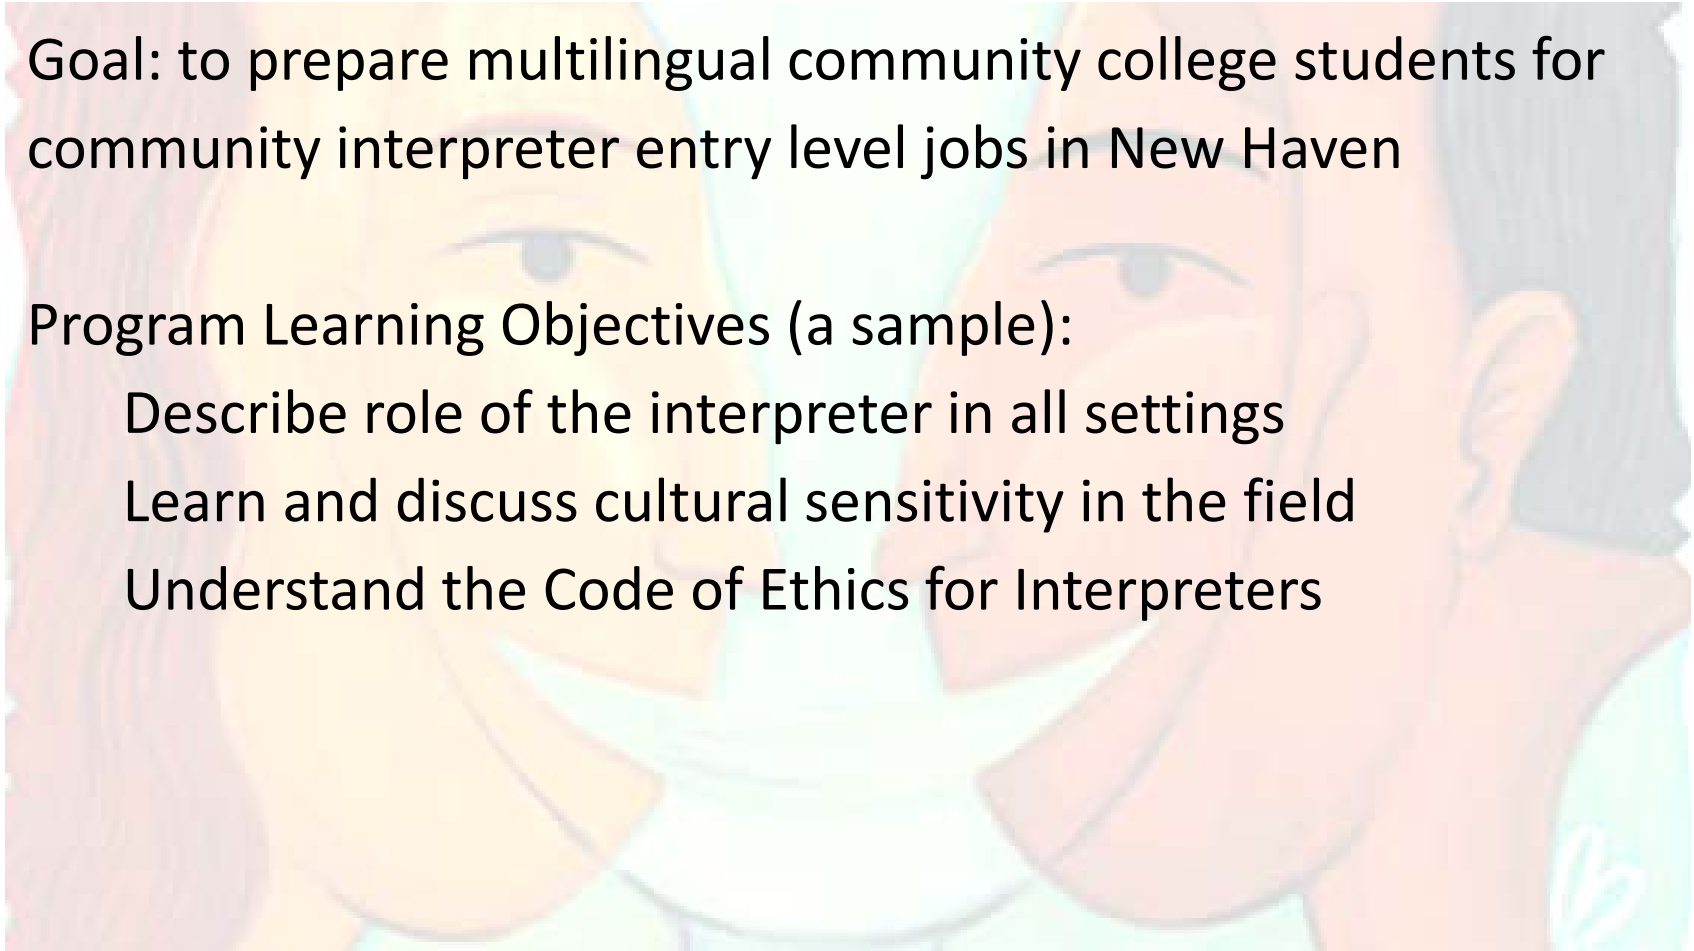 Goal: to prepare multilingual community college students for
community interpreter entry level jobs in New Haven
Program Learning Objectives (a sample):
Describe role of the interpreter in all settings
Learn and discuss cultural sensitivity in the field
Understand the Code of Ethics for Interpreters